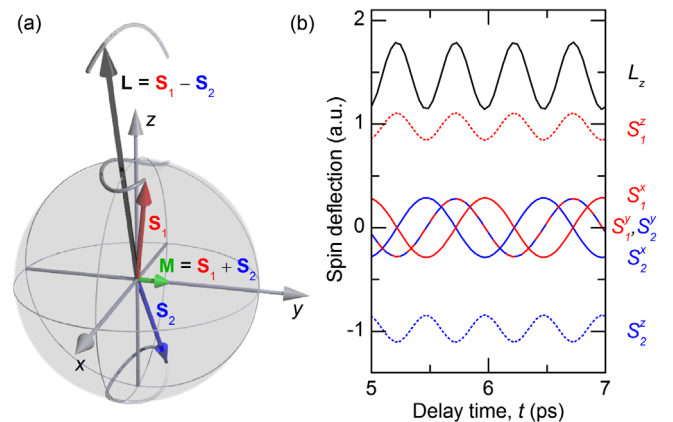 (a)
L = S₁ − S₂
z
S₁
M = S₁ + S₂
S₂
y
x
(b)
Spin deflection (a.u.)
2
1
0
-1
5
6
7
Delay time, t (ps)
L_z
S₁ᶻ
S₁ˣ
S₁ʸ, S₂ʸ
S₂ˣ
S₂ᶻ